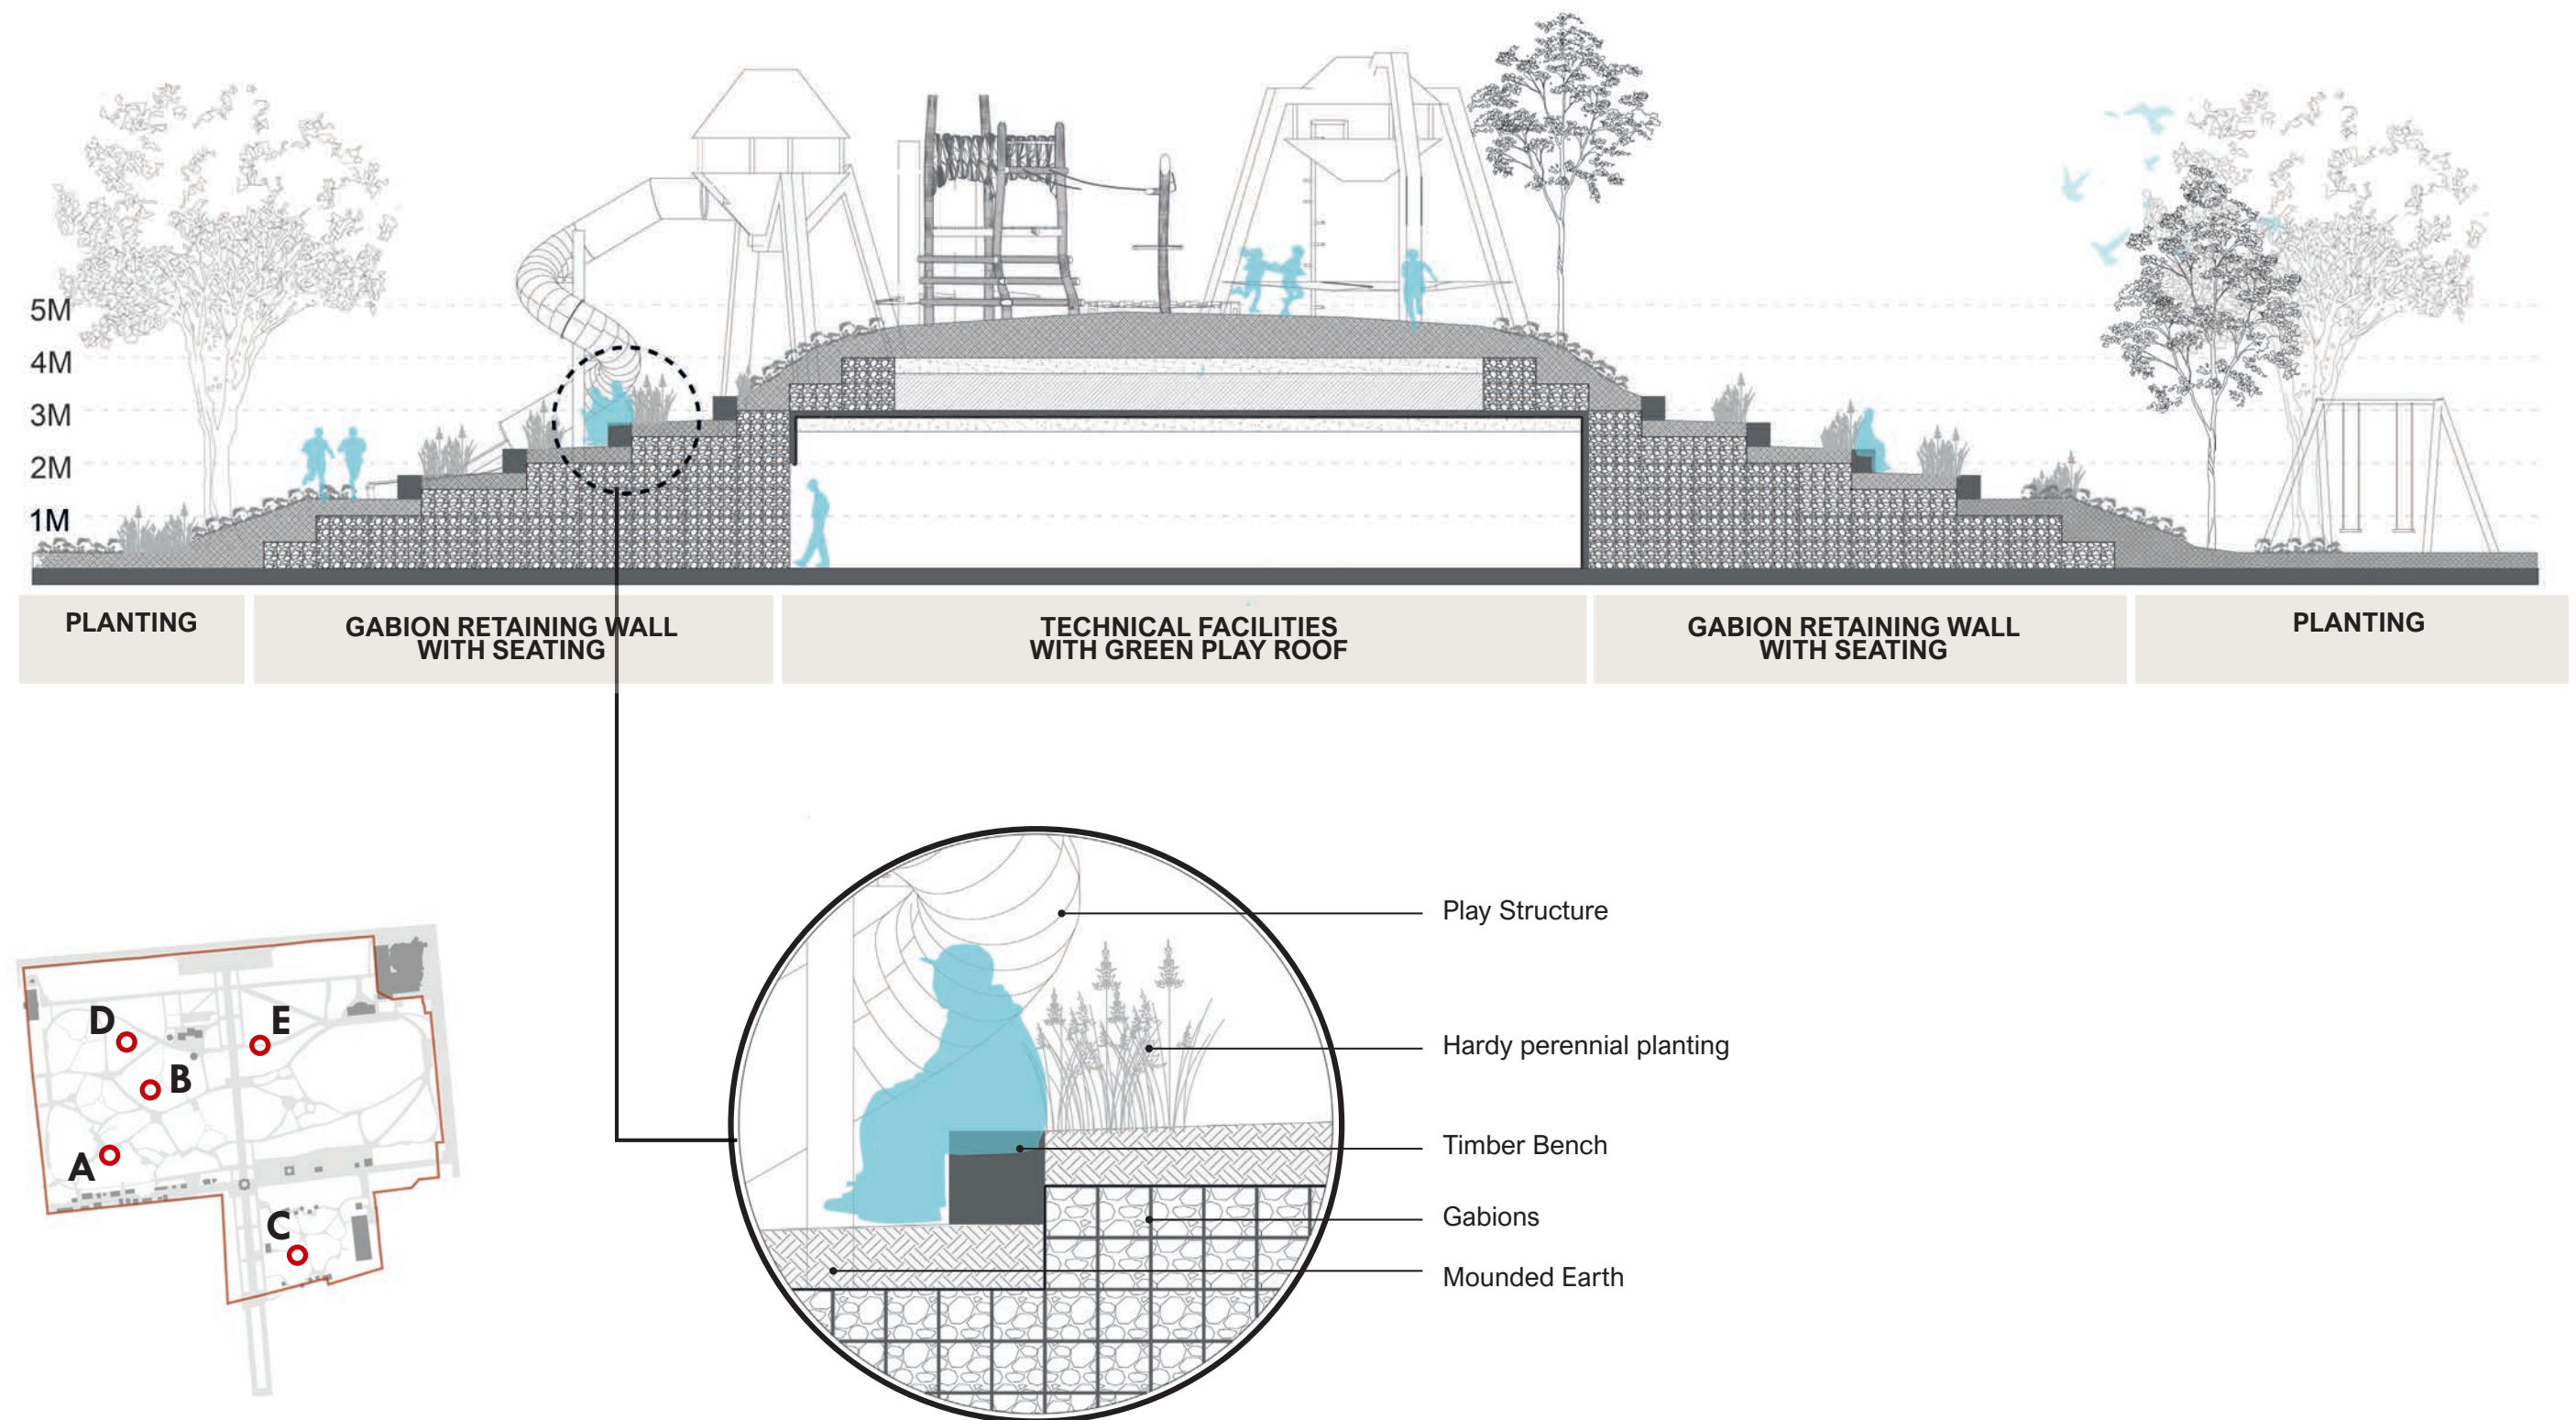 5M
4M
3M
2M
1M
PLANTING
GABION RETAINING WALL
WITH SEATING
TECHNICAL FACILITIES
WITH GREEN PLAY ROOF
GABION RETAINING WALL
WITH SEATING
PLANTING
Play Structure
Hardy perennial planting
Timber Bench
Gabions
Mounded Earth
D
E
B
A
C